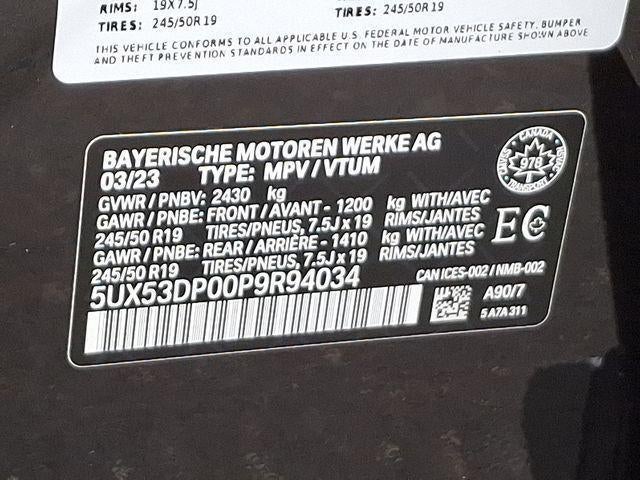 RIMS: 19X7.5J
TIRES: 245/50R19 TIRES: 245/50R19
THIS VEHICLE CONFORMS TO ALL APPLICABLE U.S. FEDERAL MOTOR VEHICLE SAFETY, BUMPER
AND THEFT PREVENTION STANDARDS IN EFFECT ON THE DATE OF MANUFACTURE SHOWN ABOVE
BAYERISCHE MOTOREN WERKE AG
03/23 TYPE: MPV/VTUM
GVWR/PNBV: 2430 kg
GAWR/PNBE: FRONT/AVANT - 1200 kg WITH/AVEC
245/50 R19 TIRES/PNEUS, 7.5J x 19 RIMS/JANTES
GAWR/PNBE: REAR/ARRIÈRE - 1410 kg WITH/AVEC
245/50 R19 TIRES/PNEUS, 7.5J x 19 RIMS/JANTES
5UX53DP00P9R94034
CANADA
978
TRANSPORT
EC
CAN ICES-002/NMB-002
A90/7
5A7A311